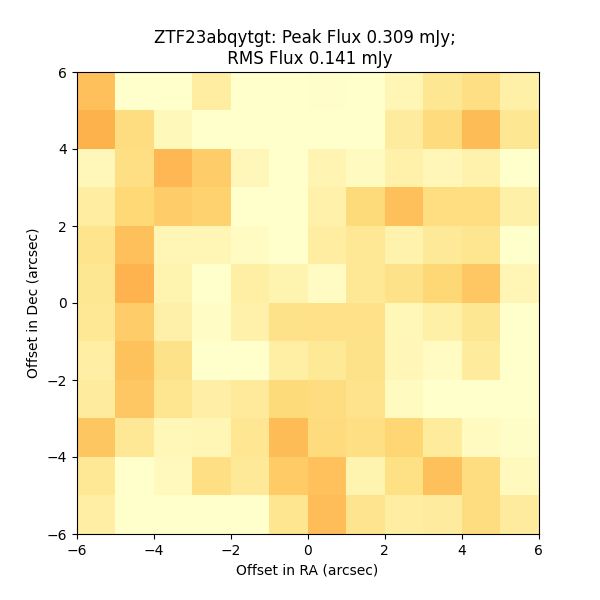 ZTF23abqytgt: Peak Flux 0.309 mJy;
RMS Flux 0.141 mJy
6
4
2
0
−2
−4
−6
Offset in Dec (arcsec)
−6 −4 −2 0 2 4 6
Offset in RA (arcsec)